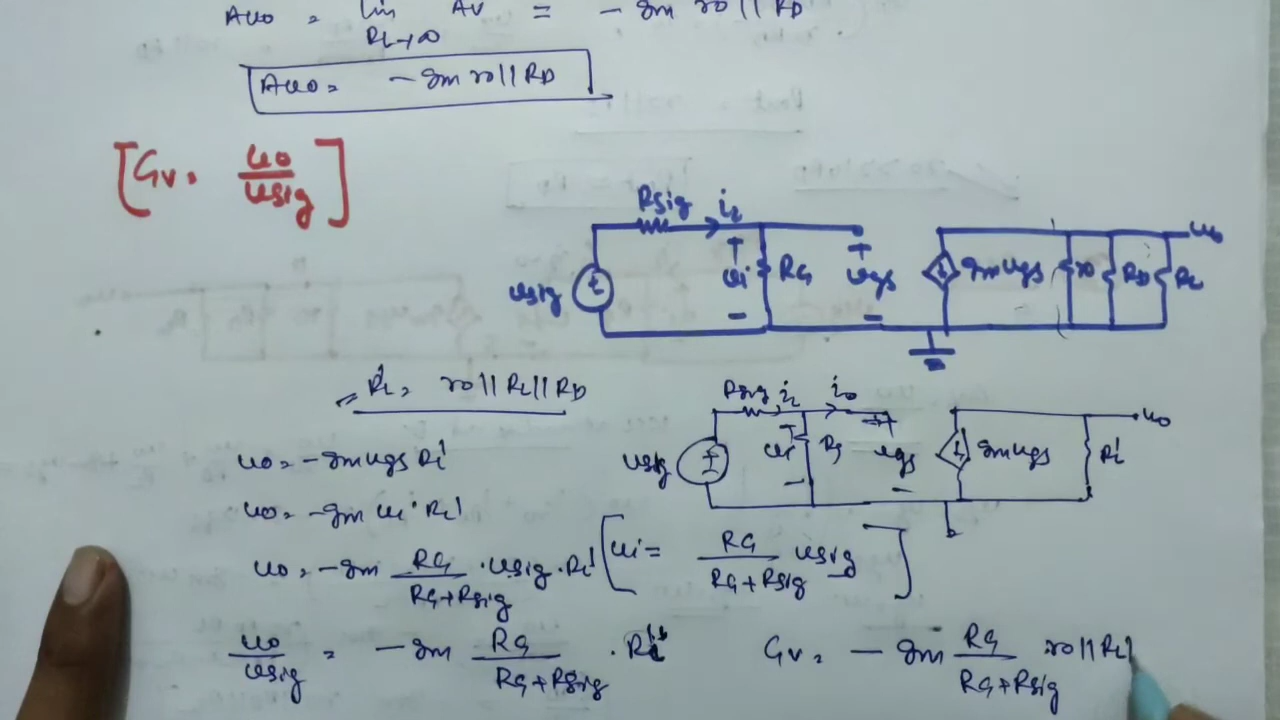 Avo = lim Av = - gm ro || RD
RL→∞
Avo = - gm ro || RD
[Gv = vo/vsig]
Rsig ii
vsig + vi - RG + vgs - gmvgs ro RD RL vo
R'L = ro || RL || RD
Rsig ii io
vsig + vi - RG + vgs - gmvgs RL' vo
vo = - gm vgs RL'
vo = - gm vi · RL'
vo = - gm RG/(RG + Rsig) · vsig · RL' [vi = RG/(RG + Rsig) vsig]
vo/vsig = - gm RG/(RG + Rsig) · RL'
Gv = - gm RG/(RG + Rsig) ro || RL |